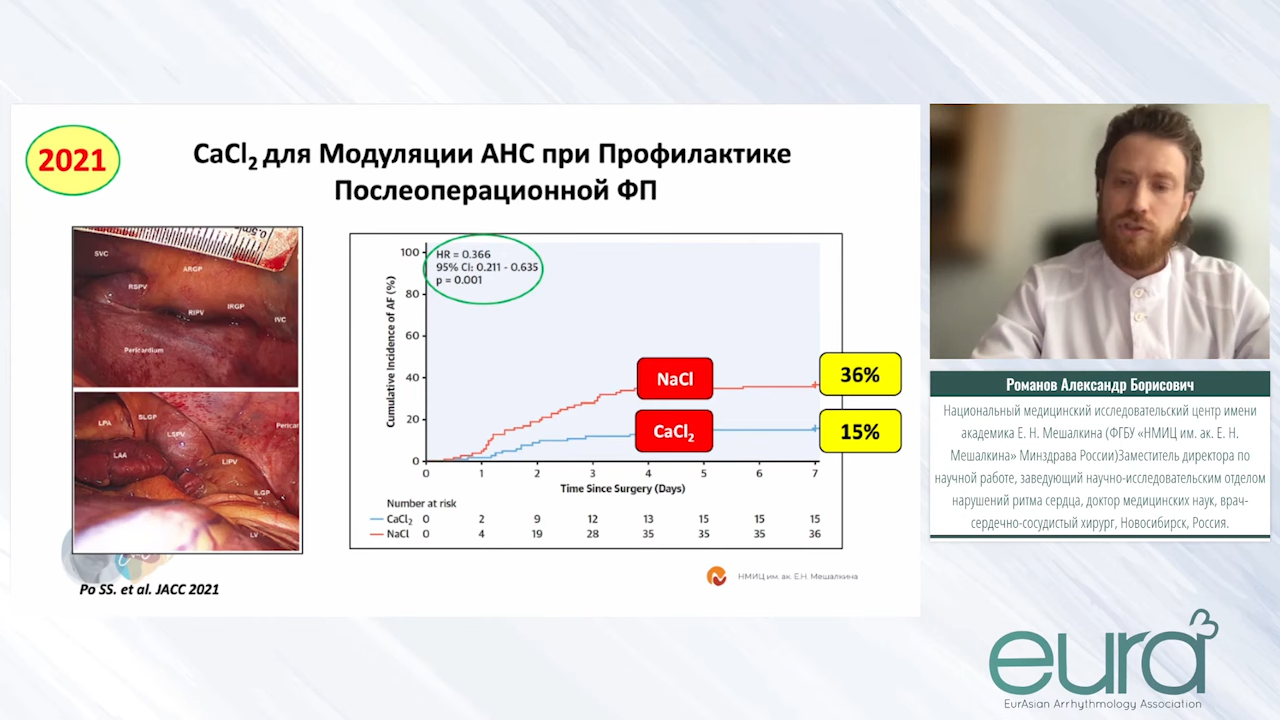 2021
CaCl2 для Модуляции АНС при Профилактике
Послеоперационной ФП
SVC
ARGP
RSPV
IRGP
RIPV
IVC
Pericardium
LPA
SLGP
LSPV
Pericar
LAA
LIPV
ILGP
LV
Po SS. et al. JACC 2021
HR = 0.366
95% CI: 0.211 - 0.635
p = 0.001
Cumulative Incidence of AF (%)
100
80
60
40
20
0
0 1 2 3 4 5 6 7
Time Since Surgery (Days)
NaCl
36%
CaCl2
15%
Number at risk
CaCl2 0 2 9 12 13 15 15 15
NaCl 0 4 19 28 35 35 35 36
НМИЦ им. ак. Е.Н. Мешалкина
Романов Александр Борисович
Национальный медицинский исследовательский центр имени
академика Е. Н. Мешалкина (ФГБУ «НМИЦ им. ак. Е. Н.
Мешалкина» Минздрава России)Заместитель директора по
научной работе, заведующий научно-исследовательским отделом
нарушений ритма сердца, доктор медицинских наук, врач-
сердечно-сосудистый хирург, Новосибирск, Россия.
eura
EurAsian Arrhythmology Association